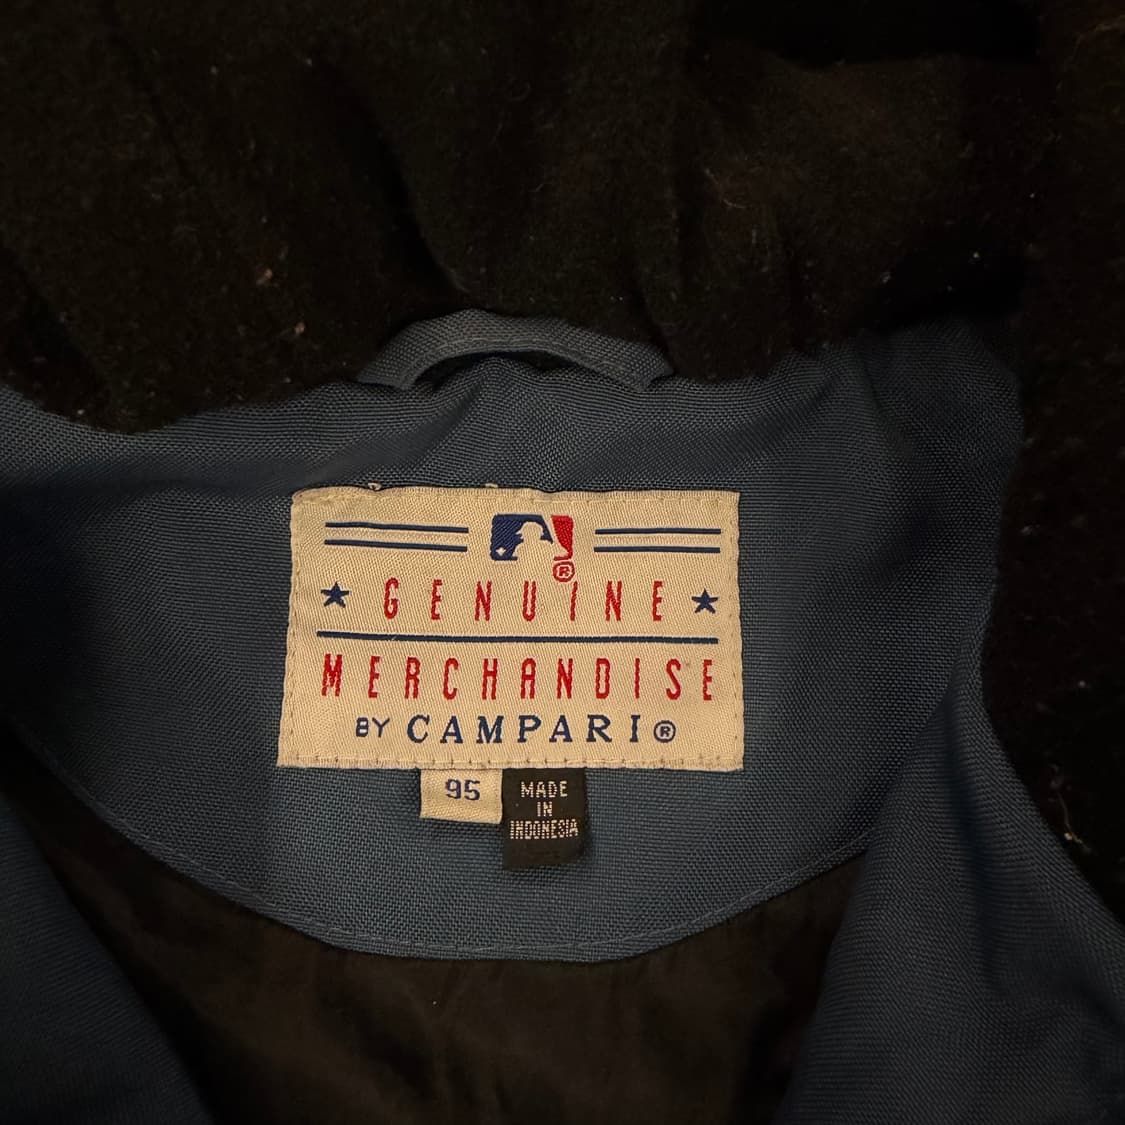 ®
GENUINE
MERCHANDISE
BY CAMPARI®
95
MADE
IN
INDONESIA